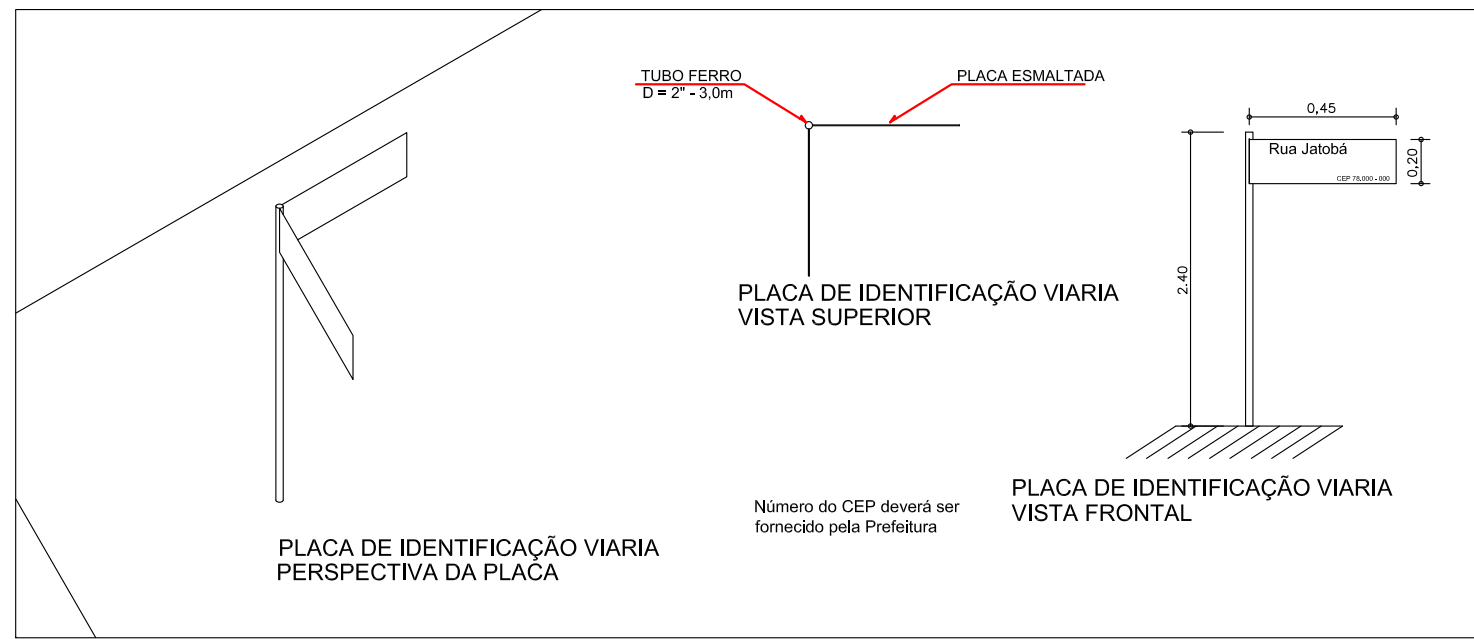 TUBO FERRO
D = 2" - 3,0m
PLACA ESMALTADA
PLACA DE IDENTIFICAÇÃO VIARIA
VISTA SUPERIOR
0,45
Rua Jatobá
CEP 78.000 - 000
0,20
2.40
PLACA DE IDENTIFICAÇÃO VIARIA
VISTA FRONTAL
Número do CEP deverá ser
fornecido pela Prefeitura
PLACA DE IDENTIFICAÇÃO VIARIA
PERSPECTIVA DA PLACA